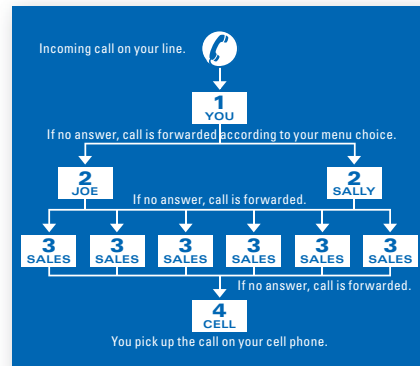 Incoming call on your line.
1
YOU
If no answer, call is forwarded according to your menu choice.
2
JOE
2
SALLY
If no answer, call is forwarded.
3
SALES
3
SALES
3
SALES
3
SALES
3
SALES
3
SALES
If no answer, call is forwarded.
4
CELL
You pick up the call on your cell phone.